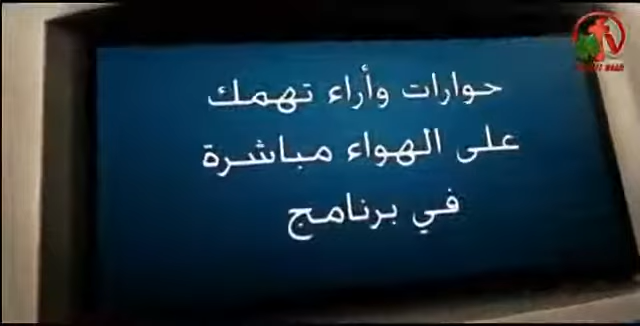 حوارات وأراء تهمك
على الهواء مباشرة
في برنامج